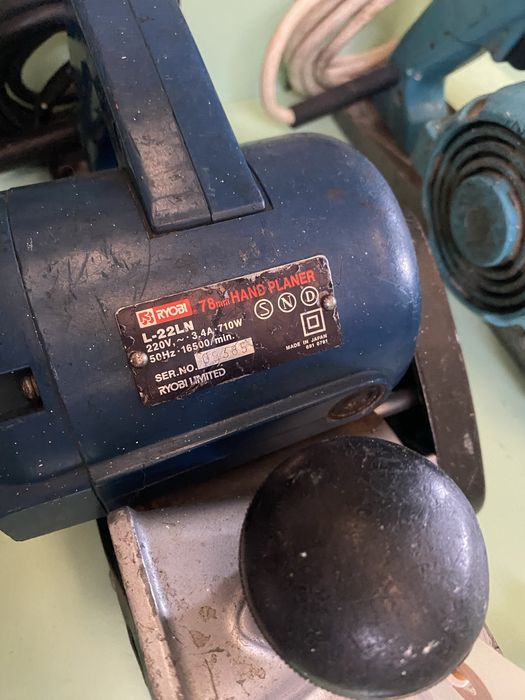 RYOBI 78mm HAND PLANER
L-22LN
220V. ~ · 3,4A · 710W
50Hz · 16500/min.
S N D
SER.NO.
RYOBI LIMITED
MADE IN JAPAN